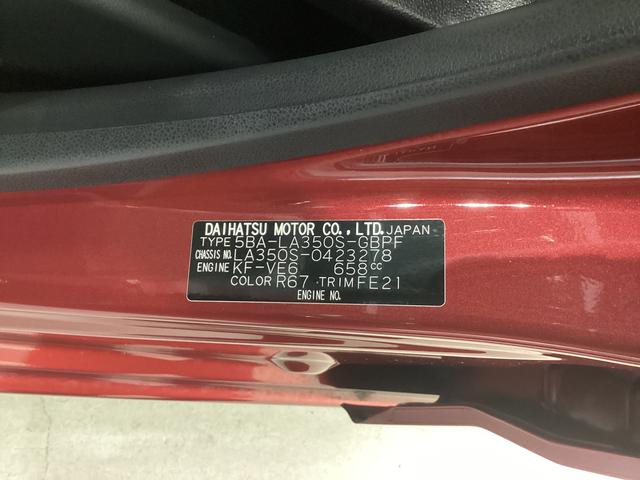 DAIHATSU MOTOR CO., LTD. JAPAN
TYPE 5BA-LA350S-GBPF
CHASSIS NO. LA350S-0423278
ENGINE KF-VE6 658cc
COLOR R67 TRIM FE21
ENGINE NO.